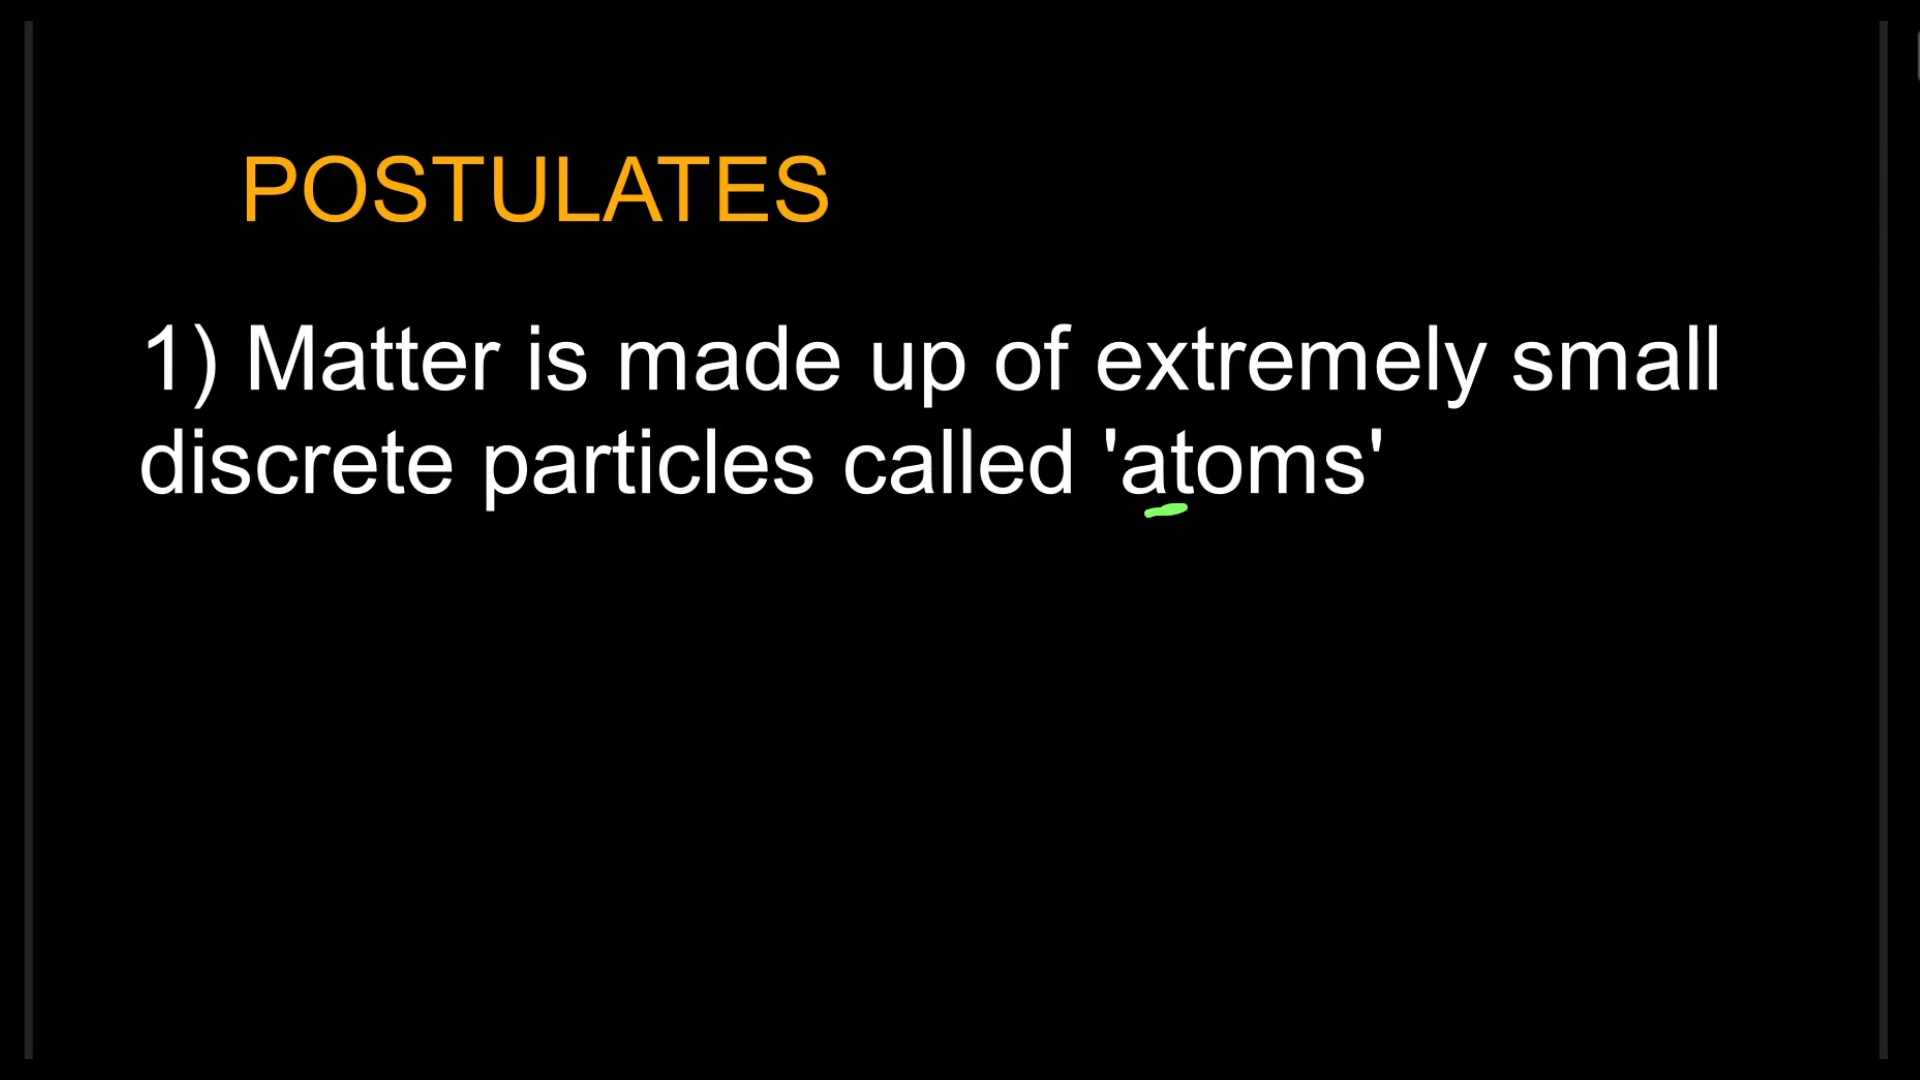 POSTULATES
1) Matter is made up of extremely small
discrete particles called 'atoms'